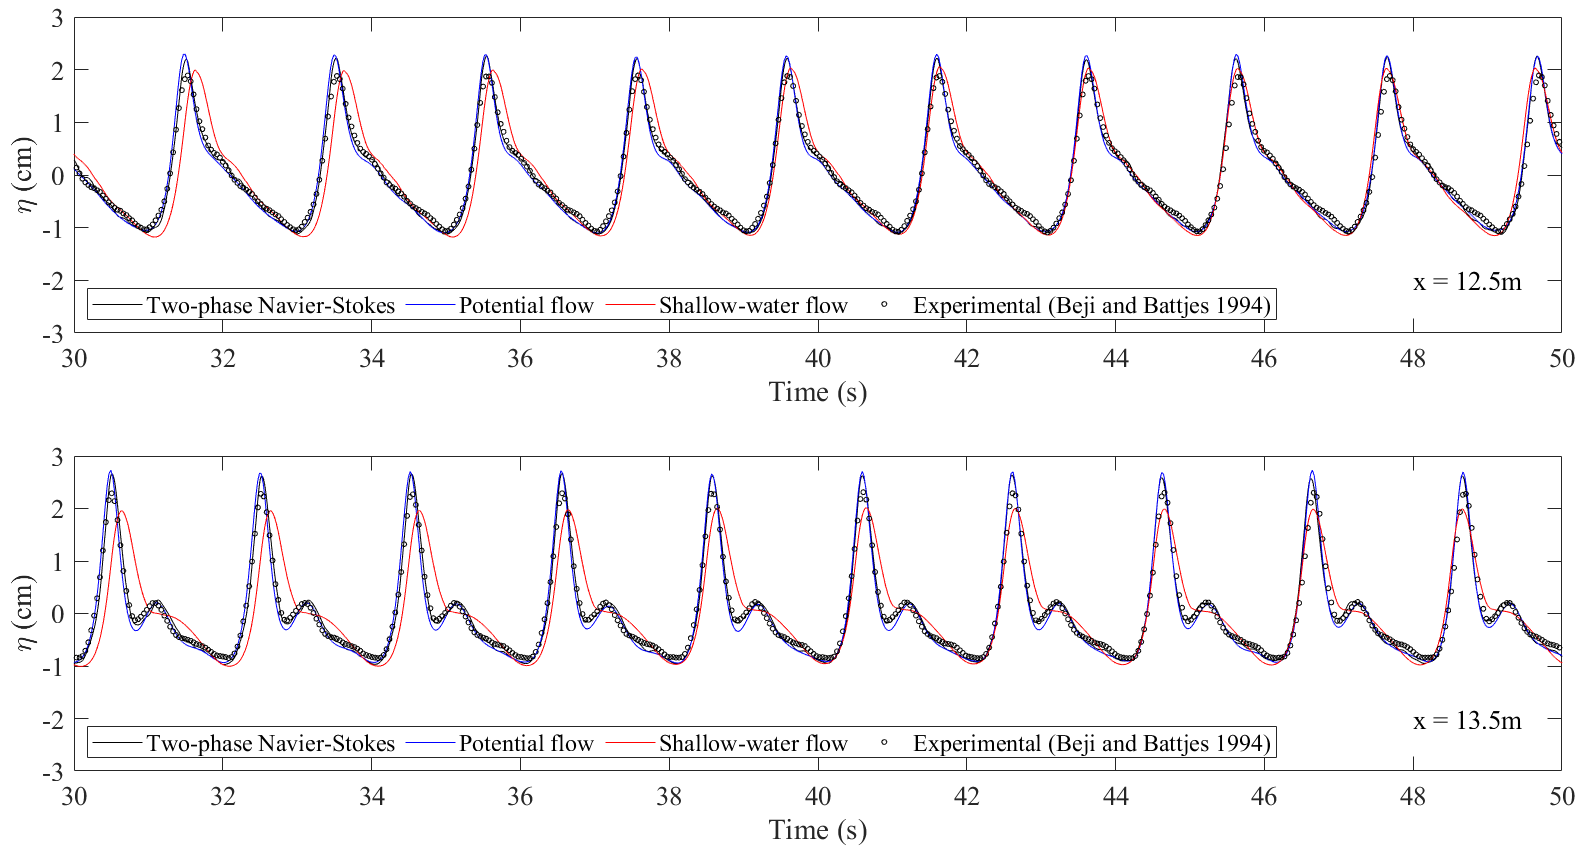 3
2
1
0
-1
-2
-3
η (cm)
x = 12.5m
Two-phase Navier-Stokes Potential flow Shallow-water flow Experimental (Beji and Battjes 1994)
30 32 34 36 38 40 42 44 46 48 50
Time (s)
3
2
1
0
-1
-2
-3
η (cm)
x = 13.5m
Two-phase Navier-Stokes Potential flow Shallow-water flow Experimental (Beji and Battjes 1994)
30 32 34 36 38 40 42 44 46 48 50
Time (s)